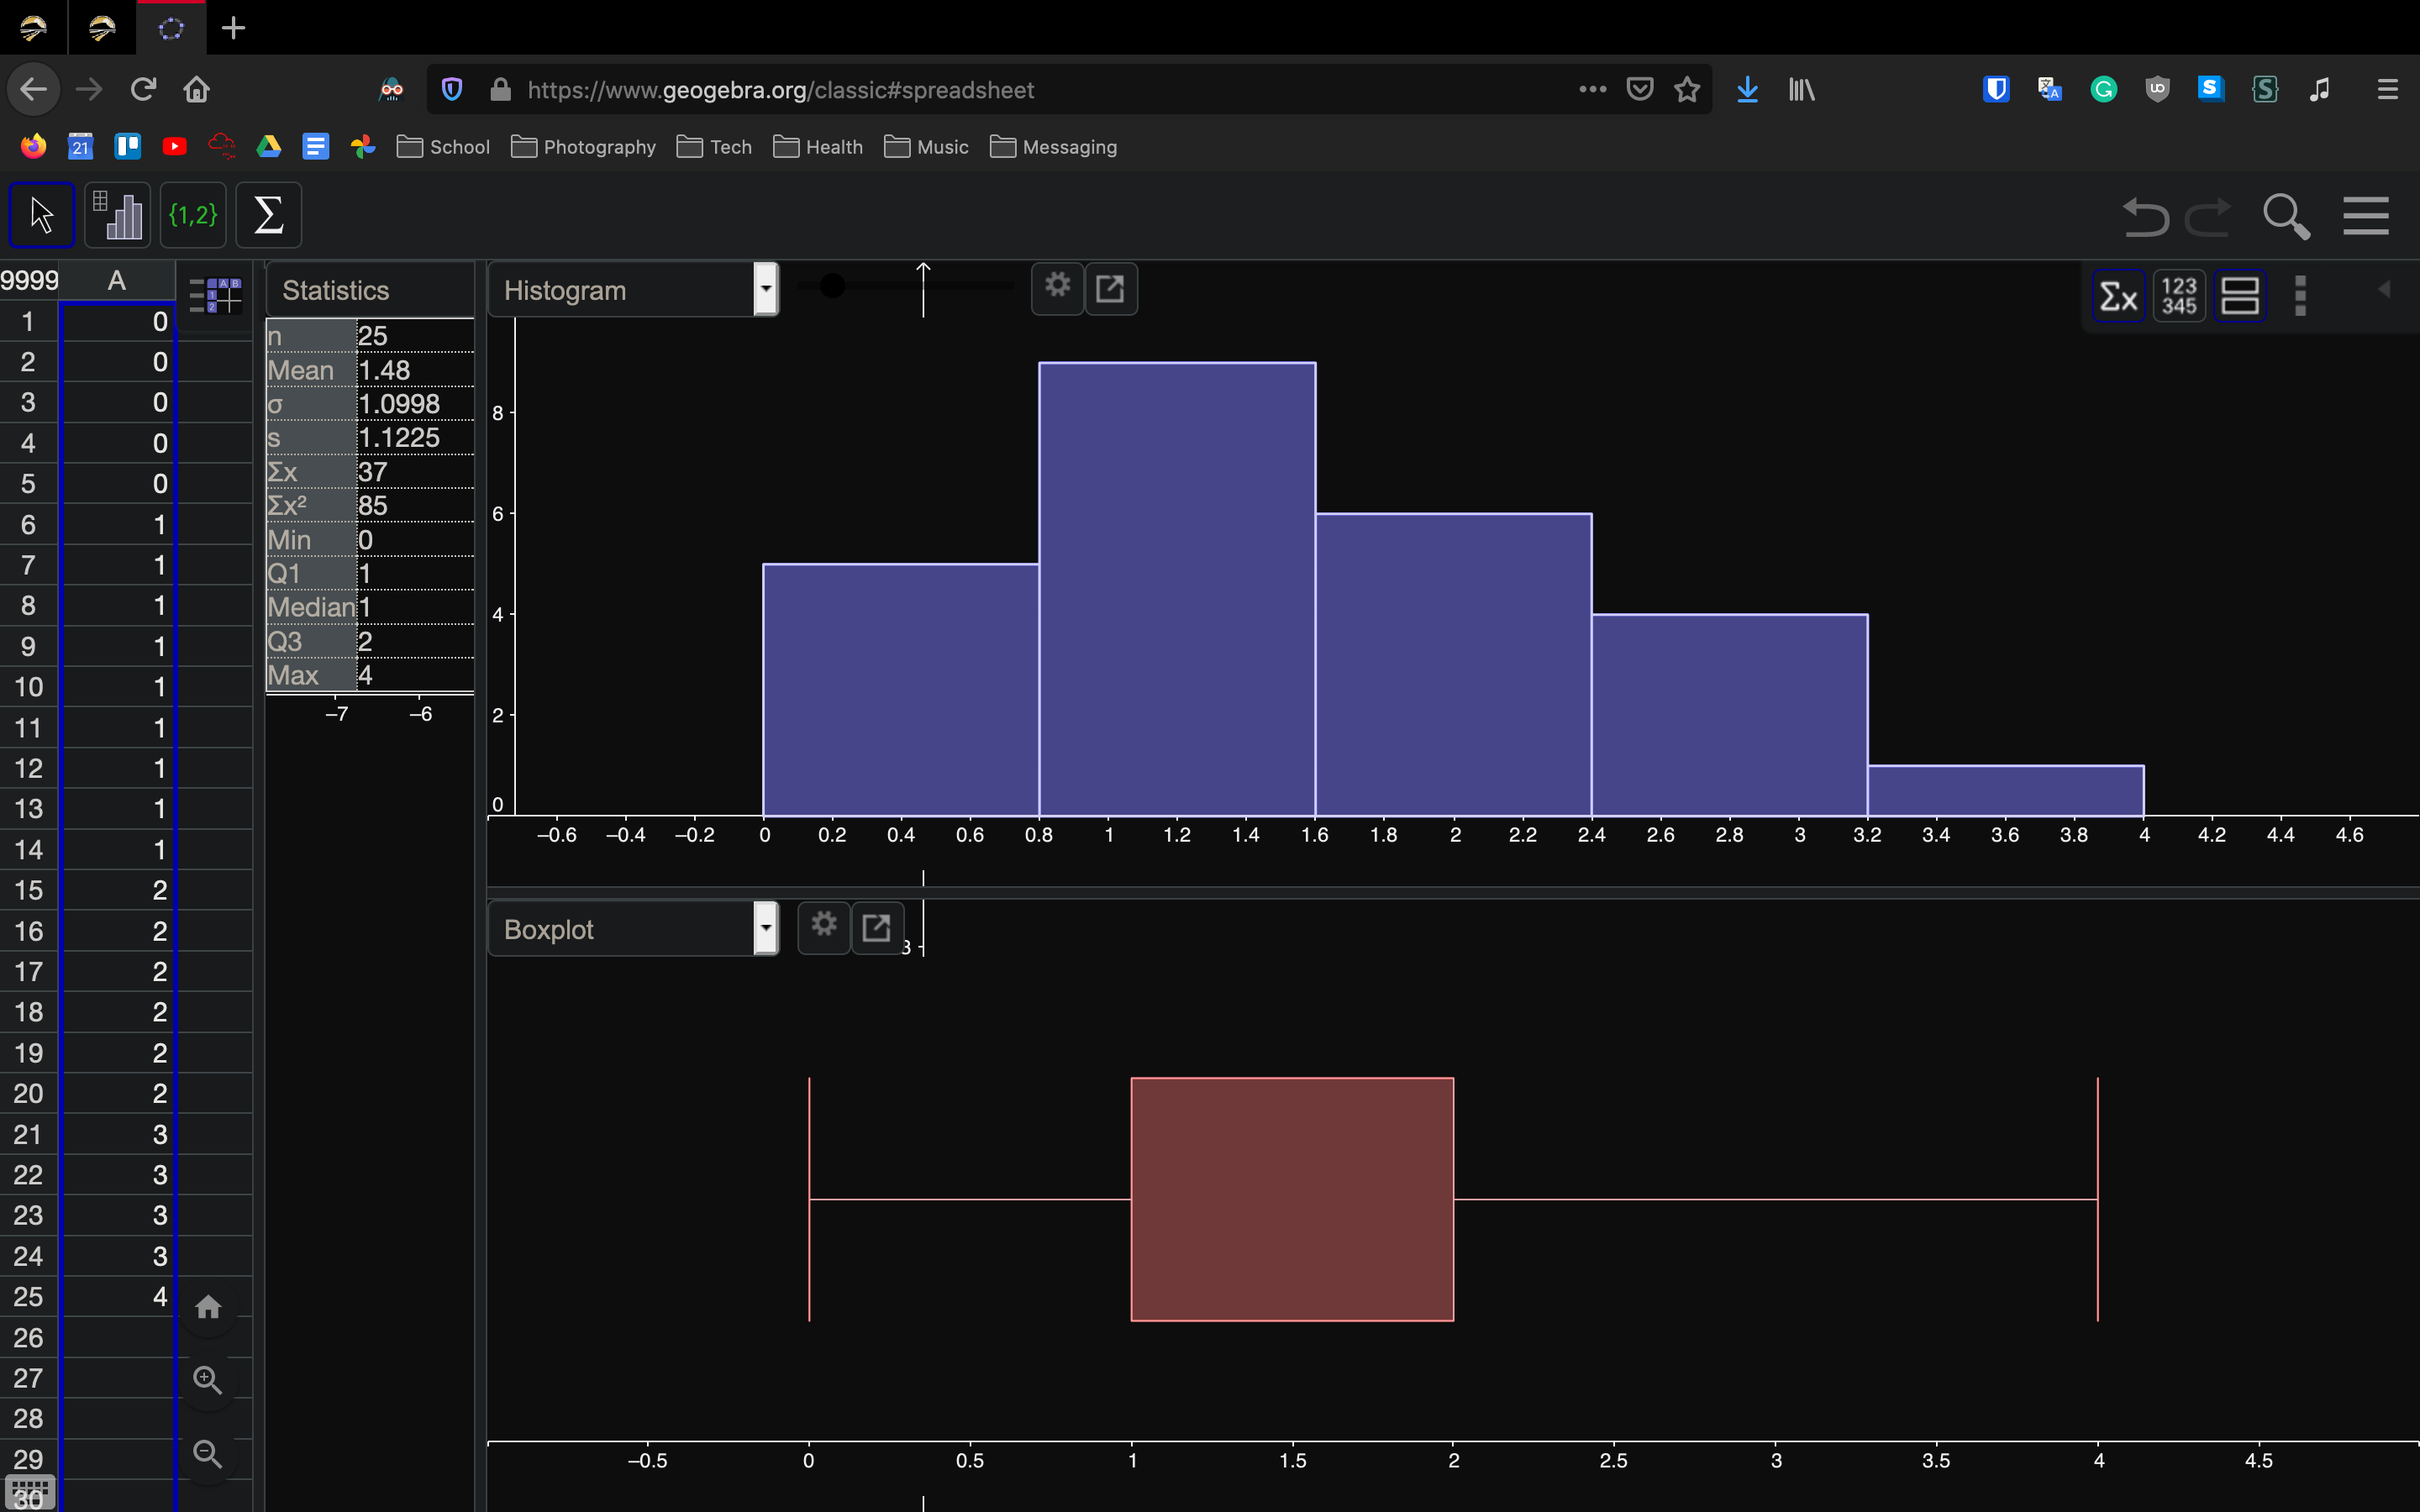 https://www.geogebra.org/classic#spreadsheet
21
School Photography Tech Health Music Messaging
{1,2} Σ
9999 A
Statistics
Histogram
Σx 123 345
1 0
2 0
3 0
4 0
5 0
6 1
7 1
8 1
9 1
10 1
11 1
12 1
13 1
14 1
15 2
16 2
17 2
18 2
19 2
20 2
21 3
22 3
23 3
24 3
25 4
26
27
28
29
30
n 25
Mean 1.48
σ 1.0998
s 1.1225
Σx 37
Σx² 85
Min 0
Q1 1
Median 1
Q3 2
Max 4
–7 –6
8
6
4
2
0
–0.6 –0.4 –0.2 0 0.2 0.4 0.6 0.8 1 1.2 1.4 1.6 1.8 2 2.2 2.4 2.6 2.8 3 3.2 3.4 3.6 3.8 4 4.2 4.4 4.6
Boxplot
3
–0.5 0 0.5 1 1.5 2 2.5 3 3.5 4 4.5